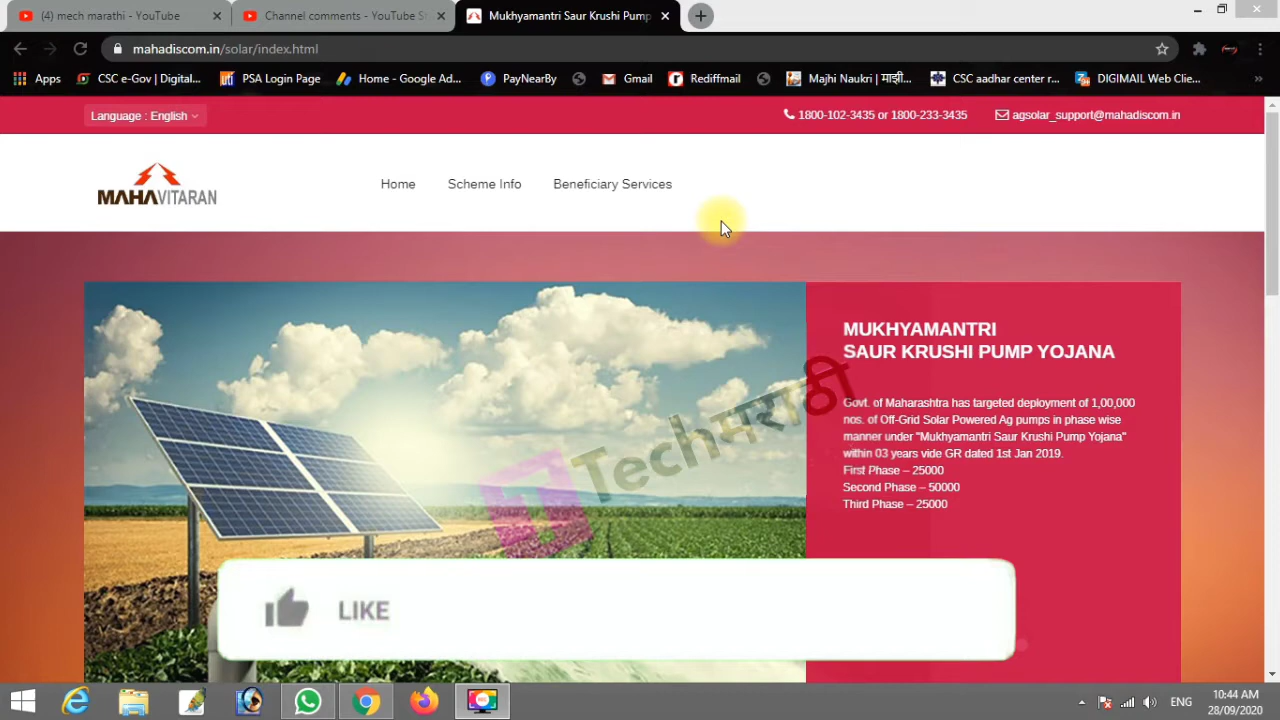 (4) mech marathi - YouTube
Channel comments - YouTube St
Mukhyamantri Saur Krushi Pump
mahadiscom.in/solar/index.html
Apps
CSC e-Gov | Digital...
PSA Login Page
Home - Google Ad...
PayNearBy
Gmail
Rediffmail
Majhi Naukri | माझी...
CSC aadhar center r...
DIGIMAIL Web Clie...
»
Language : English
1800-102-3435 or 1800-233-3435
agsolar_support@mahadiscom.in
MAHAVITARAN
Home
Scheme Info
Beneficiary Services
MUKHYAMANTRI
SAUR KRUSHI PUMP YOJANA
Govt. of Maharashtra has targeted deployment of 1,00,000
nos. of Off-Grid Solar Powered Ag pumps in phase wise
manner under "Mukhyamantri Saur Krushi Pump Yojana"
within 03 years vide GR dated 1st Jan 2019.
First Phase – 25000
Second Phase – 50000
Third Phase – 25000
Techमराठी
LIKE
ENG
10:44 AM
28/09/2020